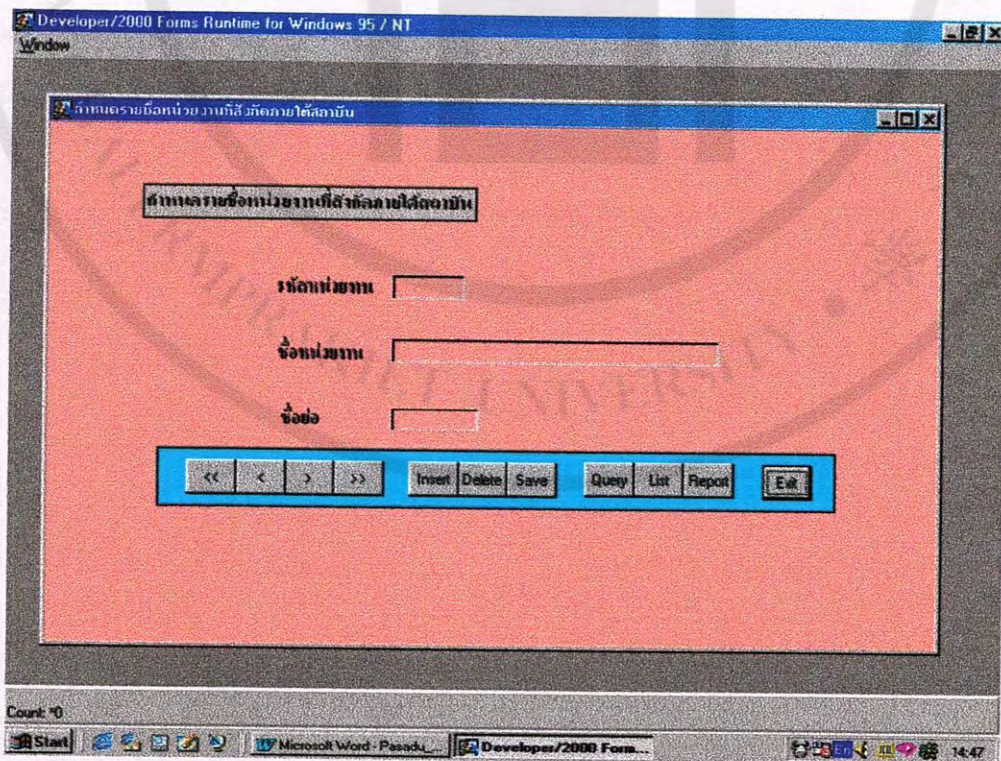 Developer/2000 Forms Runtime for Windows 95 / NT
Window
กำหนดรายชื่อหน่วยงานที่สังกัดภายใต้สถาบัน
กำหนดรายชื่อหน่วยงานที่สังกัดภายใต้สถาบัน
รหัสหน่วยงาน
ชื่อหน่วยงาน
ชื่อย่อ
<< < > >> Insert Delete Save Query List Report Exit
UNIVERSITY
Count: *0
Start Microsoft Word - Pasadu_ Developer/2000 Form... En 14:47